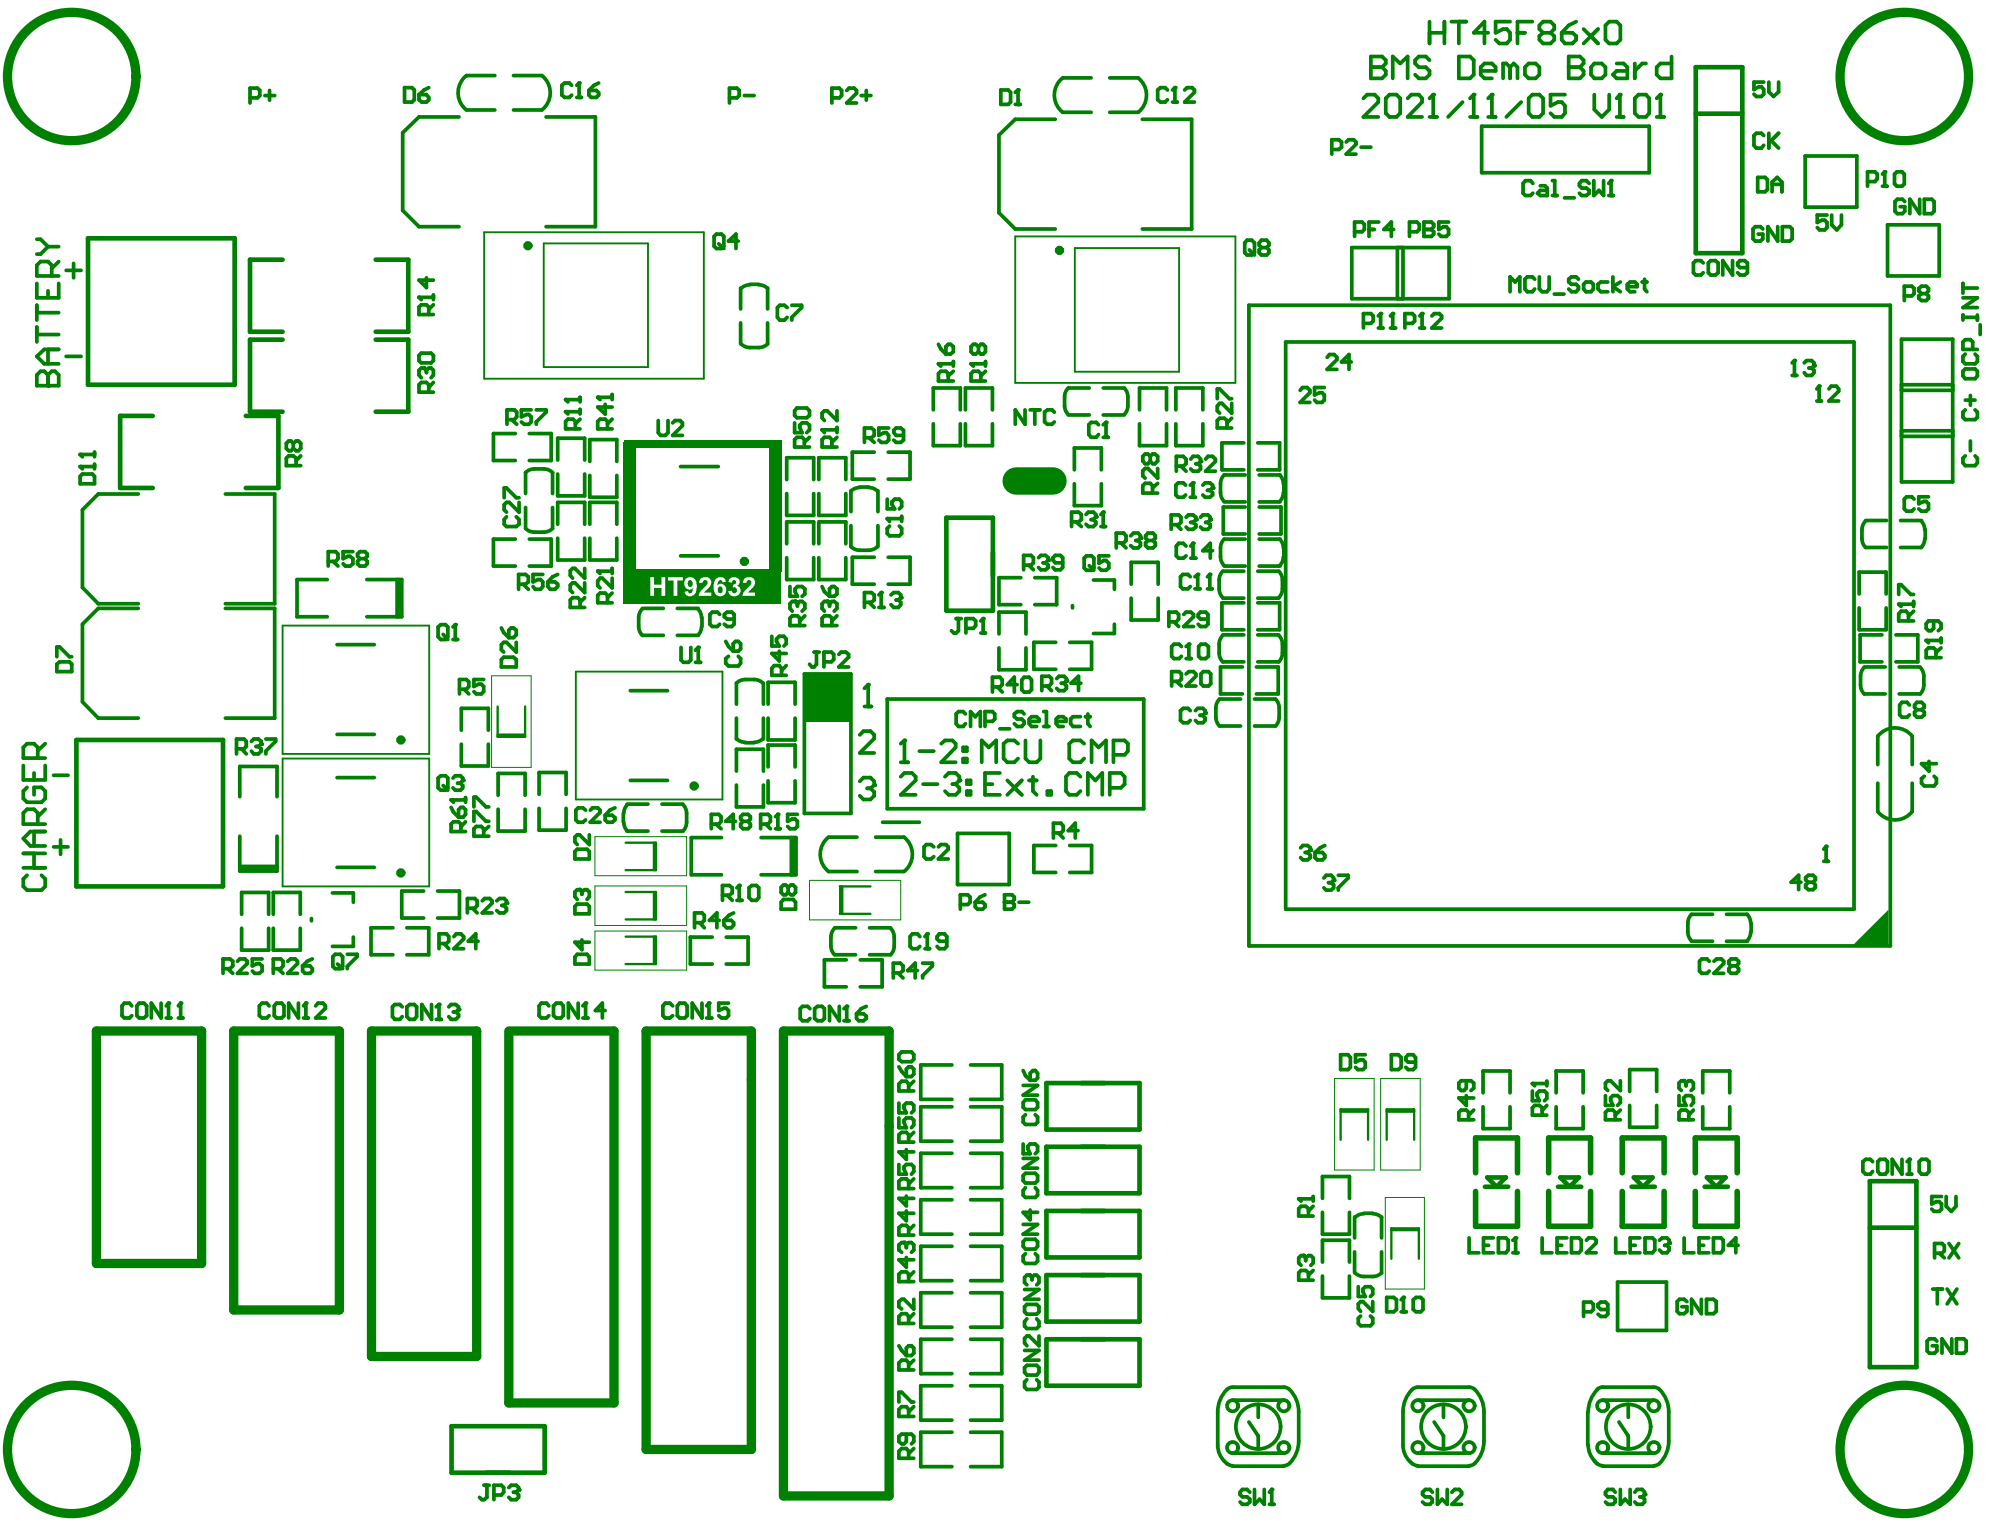 HT45F86x0
BMS Demo Board
2021/11/05 V101
P+
D6
C16
P-
P2+
D1
C12
P2-
Cal_SW1
5V
CK
DA
GND
CON9
P10
5V
GND
P8
PF4
PB5
P11
P12
MCU_Socket
Q4
Q8
C7
BATTERY
+
-
R14
R30
R8
D11
R57
R11
R41
U2
R50
R12
R59
R16
R18
NTC
C1
R28
R27
24
25
13
12
OCP_INT
C+
C-
C27
C15
R31
R32
C13
R33
C14
C11
R29
C10
R20
C3
C5
R17
R19
C8
C4
R58
R56
R22
R21
HT92632
R35
R36
R13
JP1
R39
Q5
R38
R40
R34
D7
Q1
D26
R5
C9
U1
C6
R45
JP2
1
2
3
CMP_Select
1-2:MCU CMP
2-3:Ext.CMP
CHARGER
-
+
R37
Q3
R61
R77
C26
R48
R15
D2
D3
D4
R10
D8
R46
C2
P6
B-
R4
C19
R47
R23
R24
R25
R26
Q7
36
37
1
48
C28
CON11
CON12
CON13
CON14
CON15
CON16
R60
R55
R54
R44
R43
R2
R6
R7
R9
CON6
CON5
CON4
CON3
CON2
JP3
D5
D9
R1
R3
C25
D10
R49
R51
R52
R53
LED1
LED2
LED3
LED4
P9
GND
CON10
5V
RX
TX
GND
SW1
SW2
SW3